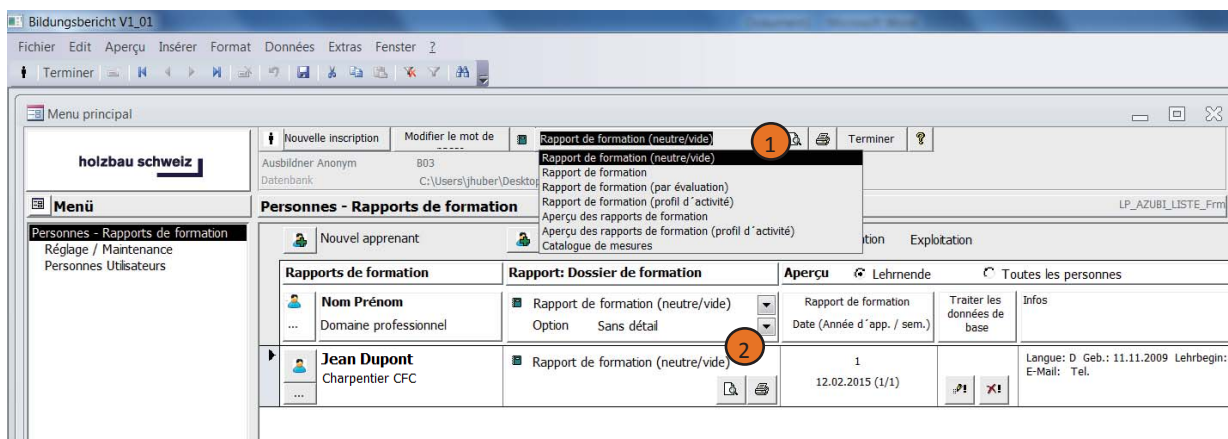 Bildungsbericht V1_01
Fichier Edit Aperçu Insérer Format Données Extras Fenster ?
Terminer
Menu principal
holzbau schweiz
Nouvelle inscription Modifier le mot de Rapport de formation (neutre/vide) 1 Terminer
Ausbildner Anonym B03
Datenbank C:\Users\jhuber\Desktop
Rapport de formation (neutre/vide)
Rapport de formation
Rapport de formation (par évaluation)
Rapport de formation (profil d´activité)
Aperçu des rapports de formation
Aperçu des rapports de formation (profil d´activité)
Catalogue de mesures
Menü
Personnes - Rapports de formation LP_AZUBI_LISTE_Frm
Personnes - Rapports de formation
Réglage / Maintenance
Personnes Utilsateurs
Nouvel apprenant Exploitation
Rapports de formation Rapport: Dossier de formation Aperçu Lehrnende Toutes les personnes
Nom Prénom Rapport de formation (neutre/vide) Rapport de formation Traiter les données de base Infos
... Domaine professionnel Option Sans détail Date (Année d´app. / sem.)
Jean Dupont Rapport de formation (neutre/vide) 2 1 Langue: D Geb.: 11.11.2009 Lehrbegin:
Charpentier CFC 12.02.2015 (1/1) E-Mail: Tel.
...